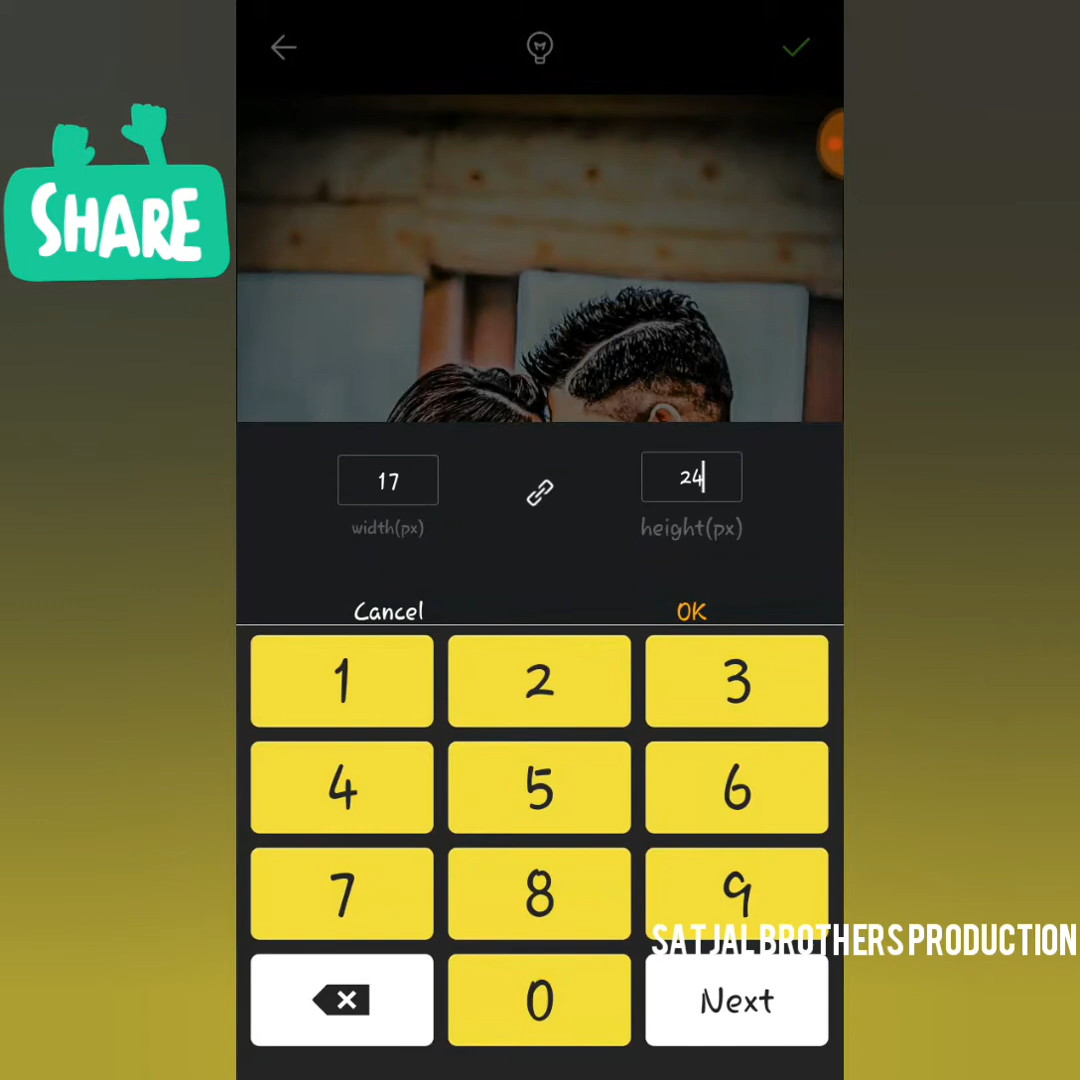 SHARE
17
24
width(px)
height(px)
Cancel
OK
1
2
3
4
5
6
7
8
9
SATJAL BROTHERS PRODUCTION
0
Next